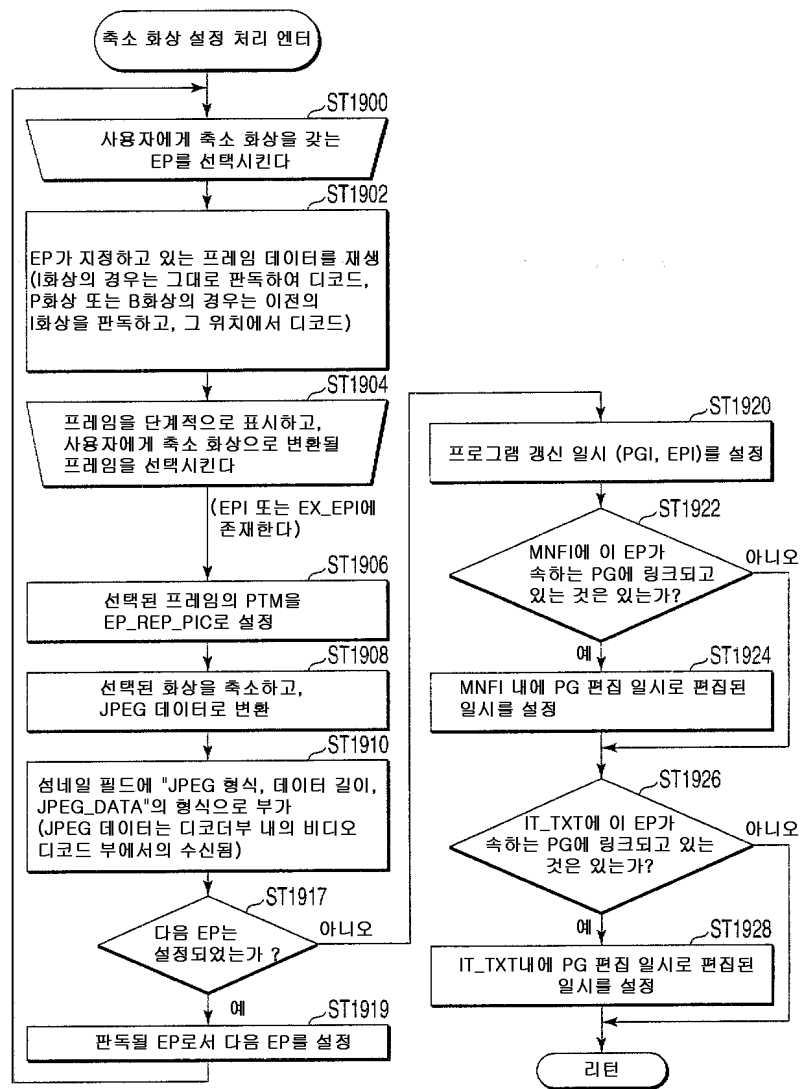 축소 화상 설정 처리 엔터
ST1900
사용자에게 축소 화상을 갖는
EP를 선택시킨다
ST1902
EP가 지정하고 있는 프레임 데이터를 재생
(I화상의 경우는 그대로 판독하여 디코드,
P화상 또는 B화상의 경우는 이전의
I화상을 판독하고, 그 위치에서 디코드)
ST1904
프레임을 단계적으로 표시하고,
사용자에게 축소 화상으로 변환될
프레임을 선택시킨다
(EPI 또는 EX_EPI에
존재한다)
ST1906
선택된 프레임의 PTM을
EP_REP_PIC로 설정
ST1908
선택된 화상을 축소하고,
JPEG 데이터로 변환
ST1910
섬네일 필드에 "JPEG 형식, 데이터 길이,
JPEG_DATA"의 형식으로 부가
(JPEG 데이터는 디코더부 내의 비디오
디코드 부에서의 수신됨)
ST1917
다음 EP는
설정되었는가 ?
아니오
예
ST1919
판독될 EP로서 다음 EP를 설정
ST1920
프로그램 갱신 일시 (PGI, EPI)를 설정
ST1922
MNFI에 이 EP가
속하는 PG에 링크되고
있는 것은 있는가?
아니오
예
ST1924
MNFI 내에 PG 편집 일시로 편집된
일시를 설정
ST1926
IT_TXT에 이 EP가
속하는 PG에 링크되고 있는
것은 있는가?
아니오
예
ST1928
IT_TXT내에 PG 편집 일시로 편집된
일시를 설정
리턴